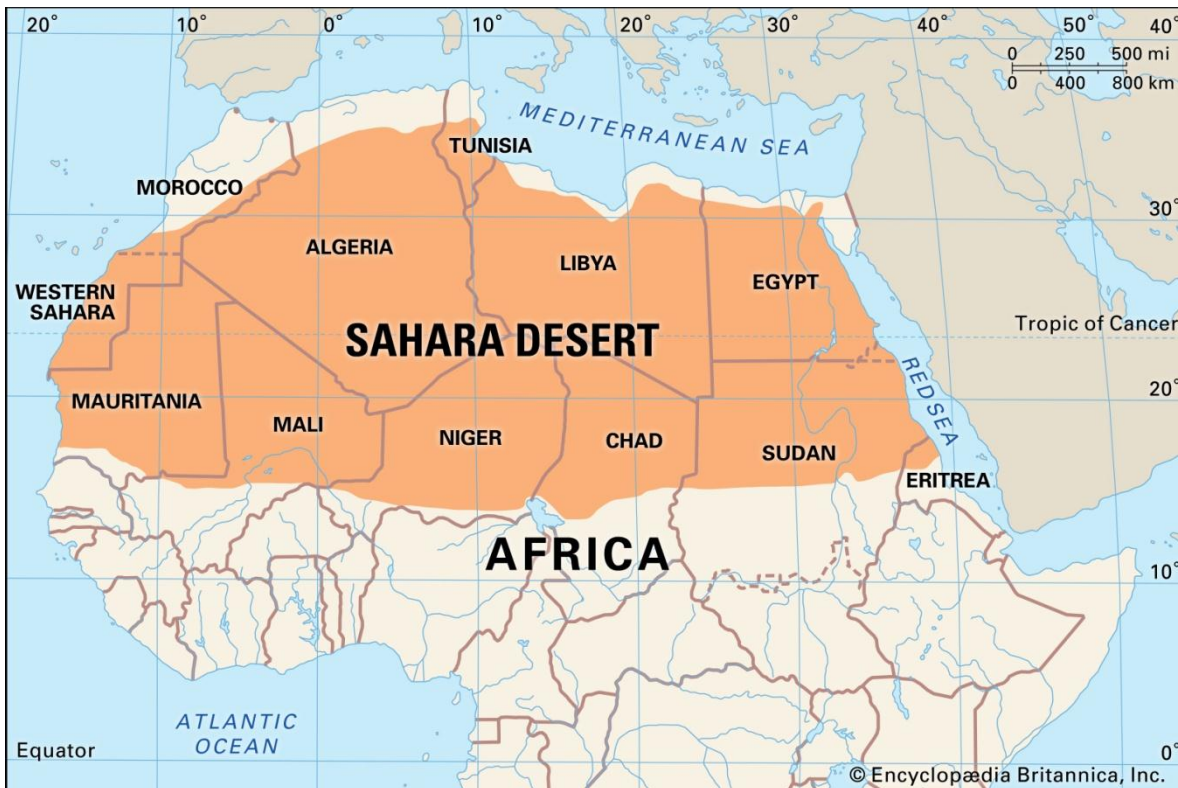 20° 10° 0° 10° 20° 30° 40° 50° 40°
0 250 500 mi
0 400 800 km
MEDITERRANEAN SEA
TUNISIA
MOROCCO
30°
ALGERIA
LIBYA
EGYPT
WESTERN
SAHARA
SAHARA DESERT
Tropic of Cancer
RED SEA
20°
MAURITANIA
MALI
NIGER
CHAD
SUDAN
ERITREA
AFRICA
10°
ATLANTIC
OCEAN
Equator
0°
© Encyclopædia Britannica, Inc.